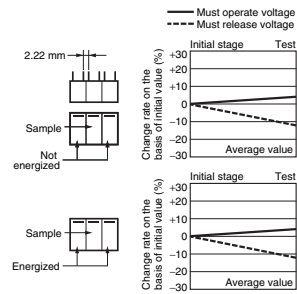 Must operate voltage
Must release voltage
2.22 mm
Sample
Not
energized
Change rate on the
basis of initial value (%)
Initial stage Test
+30
+20
+10
0
−10
−20
−30
Average value
Sample
Energized
Change rate on the
basis of initial value (%)
Initial stage Test
+30
+20
+10
0
−10
−20
−30
Average value